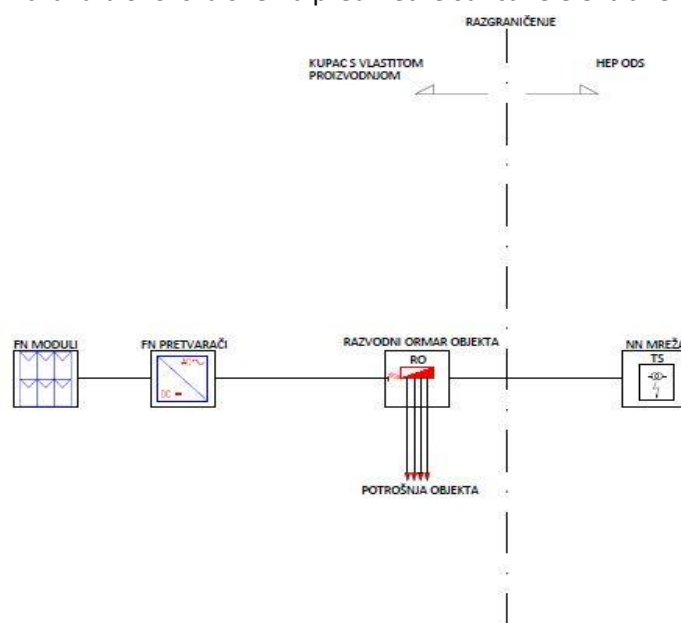 RAZGRANIČENJE
KUPAC S VLASTITOM
PROIZVODNJOM
HEP ODS
FN MODULI
FN PRETVARAČI
RAZVODNI ORMAR OBJEKTA
NN MREŽA
RO
TS
DC
POTROŠNJA OBJEKTA